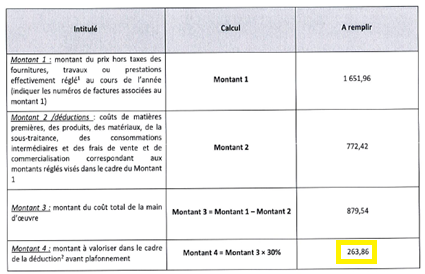 Intitulé
Calcul
A remplir
Montant 1 : montant du prix hors taxes des
fournitures, travaux ou prestations
effectivement réglé¹ au cours de l'année
(indiquer les numéros de factures associées au
montant 1)
Montant 1
1 651,96
Montant 2 /déductions : coûts de matières
premières, des produits, des matériaux, de la
sous-traitance, des consommations
intermédiaires et des frais de vente et de
commercialisation correspondant aux
montants réglés visés dans le cadre du Montant
1
Montant 2
772,42
Montant 3 : montant du coût total de la main
d'œuvre
Montant 3 = Montant 1 – Montant 2
879,54
Montant 4 : montant à valoriser dans le cadre
de la déduction² avant plafonnement
Montant 4 = Montant 3 x 30%
263,86